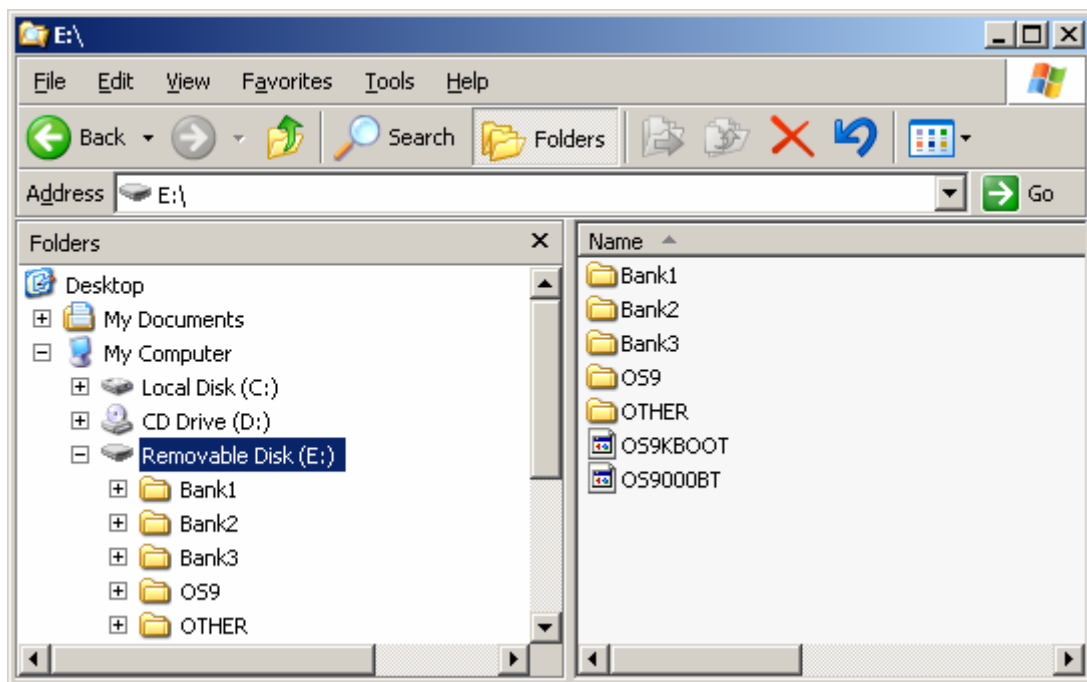 E:\
File Edit View Favorites Tools Help
Back Search Folders
Address E:\ Go
Folders
Desktop
My Documents
My Computer
Local Disk (C:)
CD Drive (D:)
Removable Disk (E:)
Bank1
Bank2
Bank3
OS9
OTHER
Name
Bank1
Bank2
Bank3
OS9
OTHER
OS9KBOOT
OS9000BT